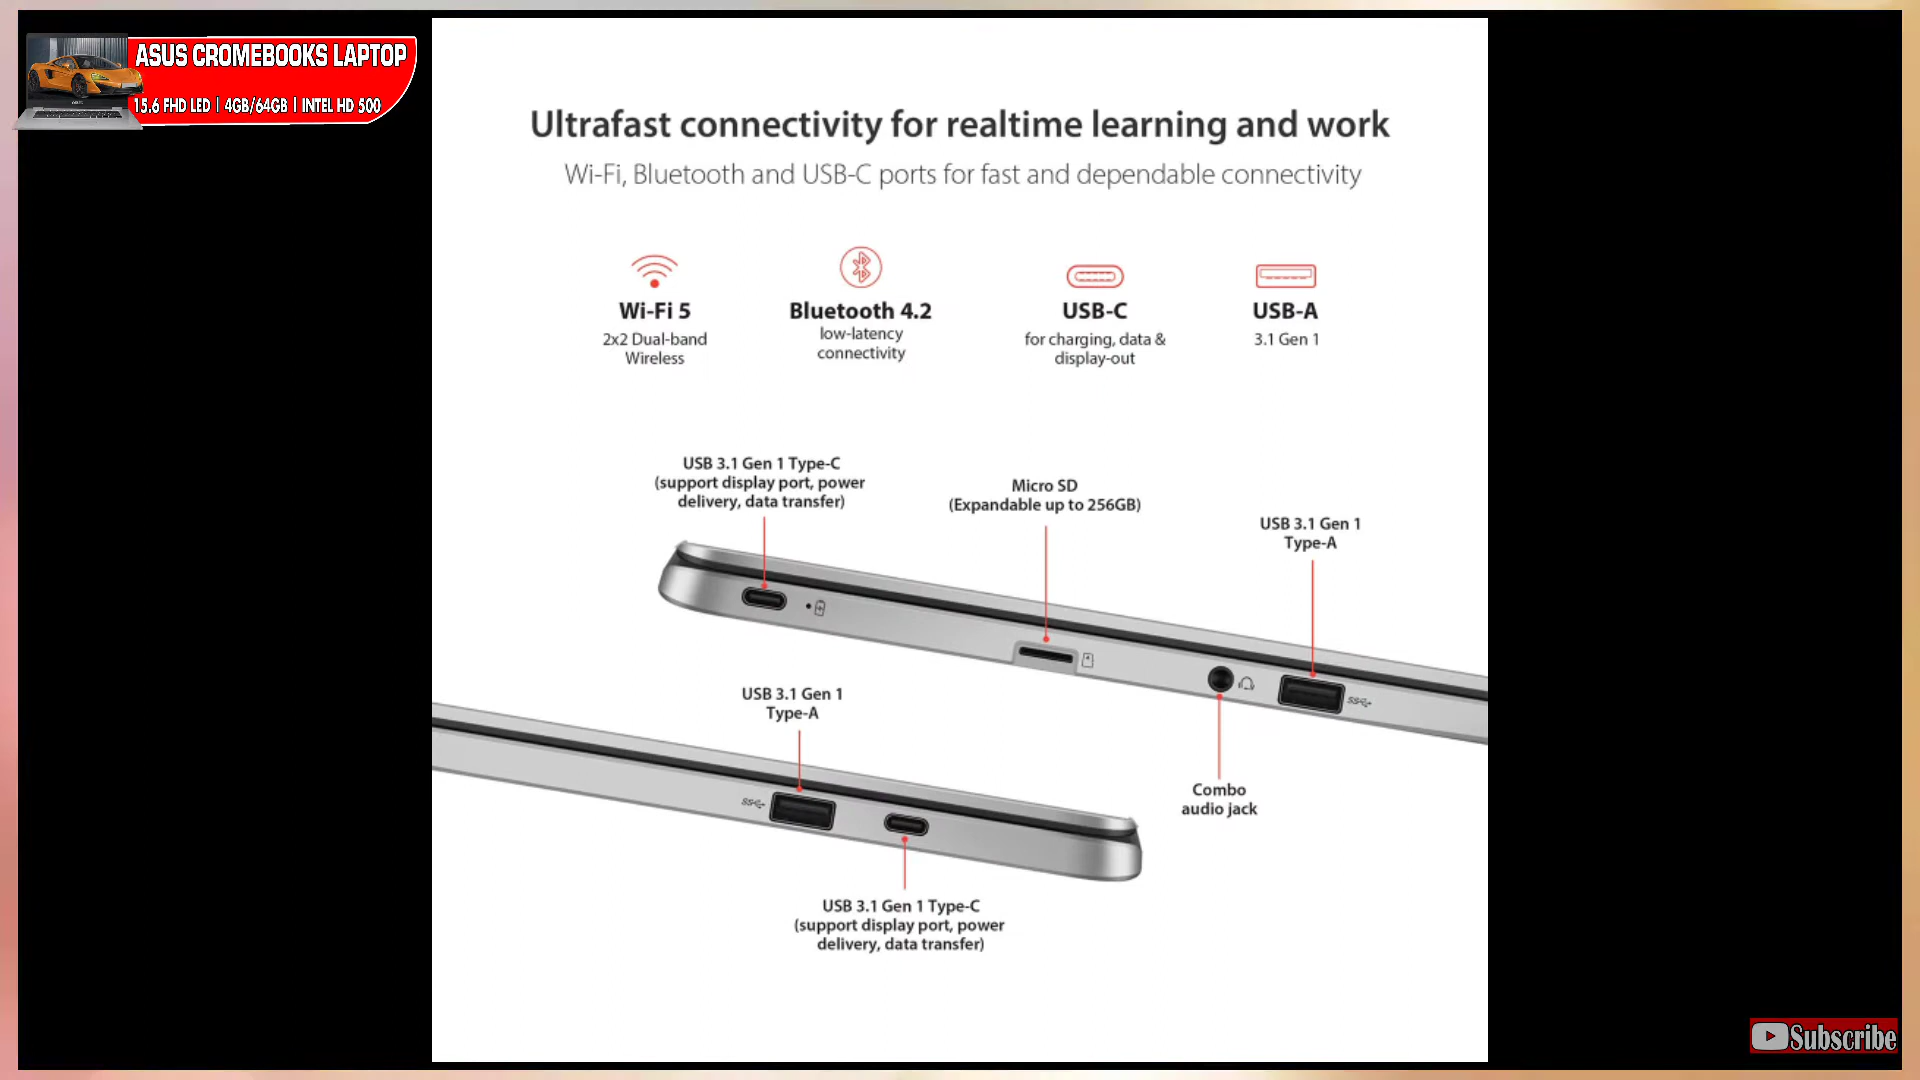 ASUS CROMEBOOKS LAPTOP
15.6 FHD LED | 4GB/64GB | INTEL HD 500
Ultrafast connectivity for realtime learning and work
Wi-Fi, Bluetooth and USB-C ports for fast and dependable connectivity
Wi-Fi 5
2x2 Dual-band
Wireless
Bluetooth 4.2
low-latency
connectivity
USB-C
for charging, data &
display-out
USB-A
3.1 Gen 1
USB 3.1 Gen 1 Type-C
(support display port, power
delivery, data transfer)
Micro SD
(Expandable up to 256GB)
USB 3.1 Gen 1
Type-A
USB 3.1 Gen 1
Type-A
Combo
audio jack
USB 3.1 Gen 1 Type-C
(support display port, power
delivery, data transfer)
Subscribe